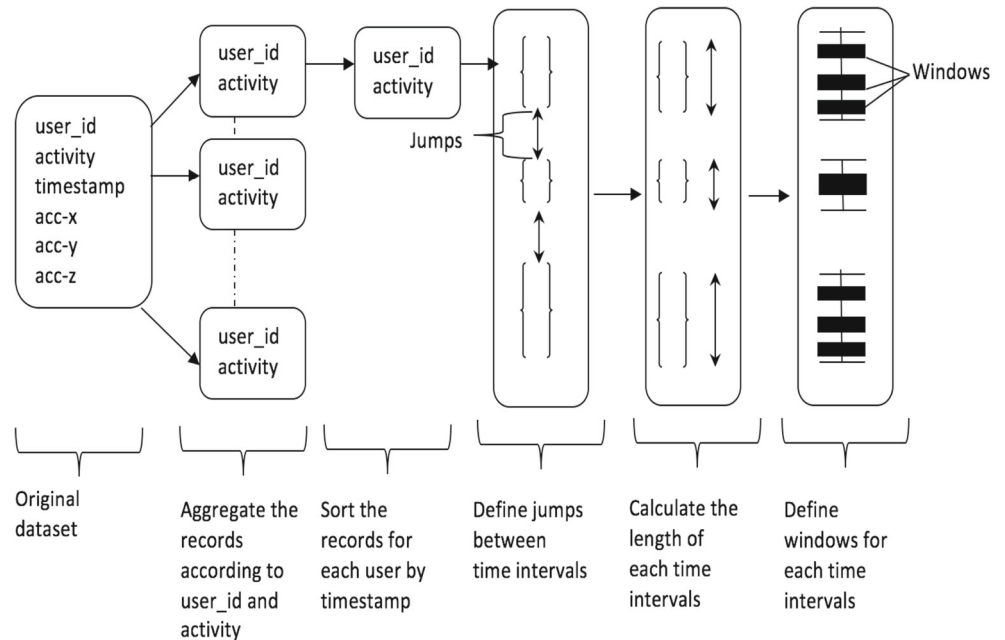 user_id
activity
timestamp
acc-x
acc-y
acc-z
user_id
activity
user_id
activity
user_id
activity
user_id
activity
Jumps
Windows
Original
dataset
Aggregate the
records
according to
user_id and
activity
Sort the
records for
each user by
timestamp
Define jumps
between
time intervals
Calculate the
length of
each time
intervals
Define
windows for
each time
intervals